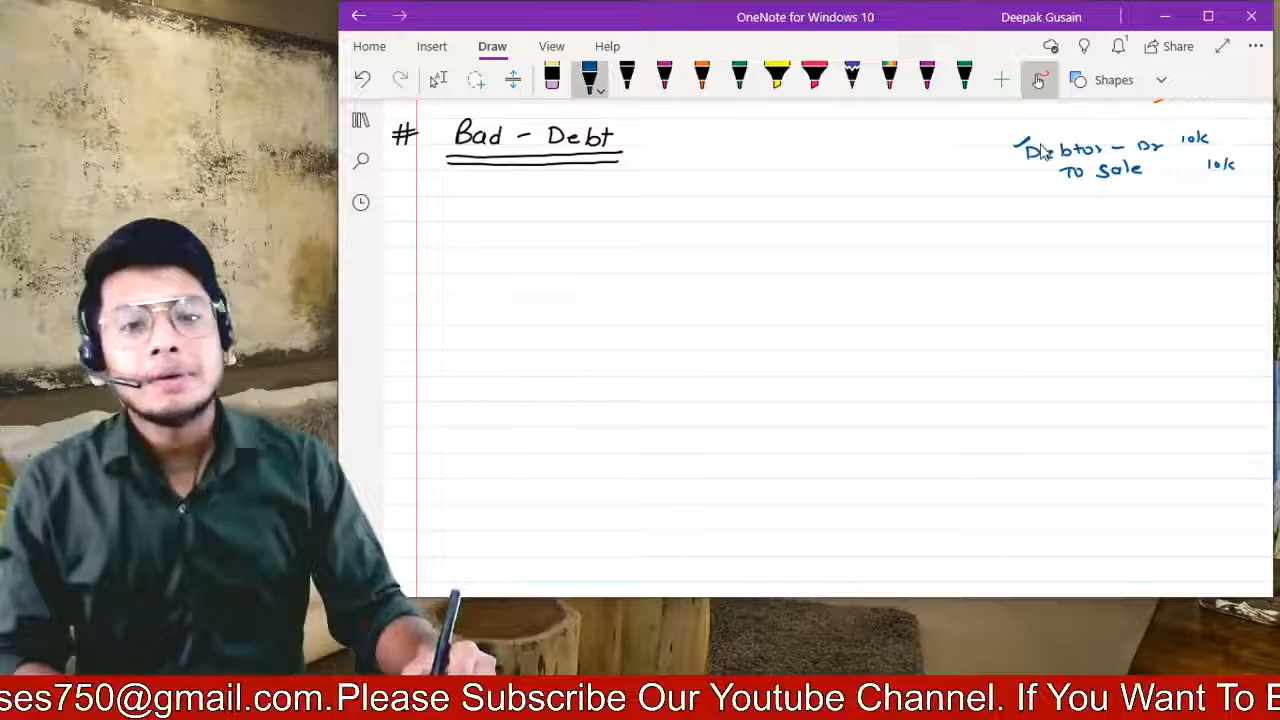 OneNote for Windows 10
Deepak Gusain
Home Insert Draw View Help
Share
Shapes
# Bad - Debt
Debtor - Dr 10k
To Sale 10k
ses750@gmail.com.Please Subscribe Our Youtube Channel. If You Want To E